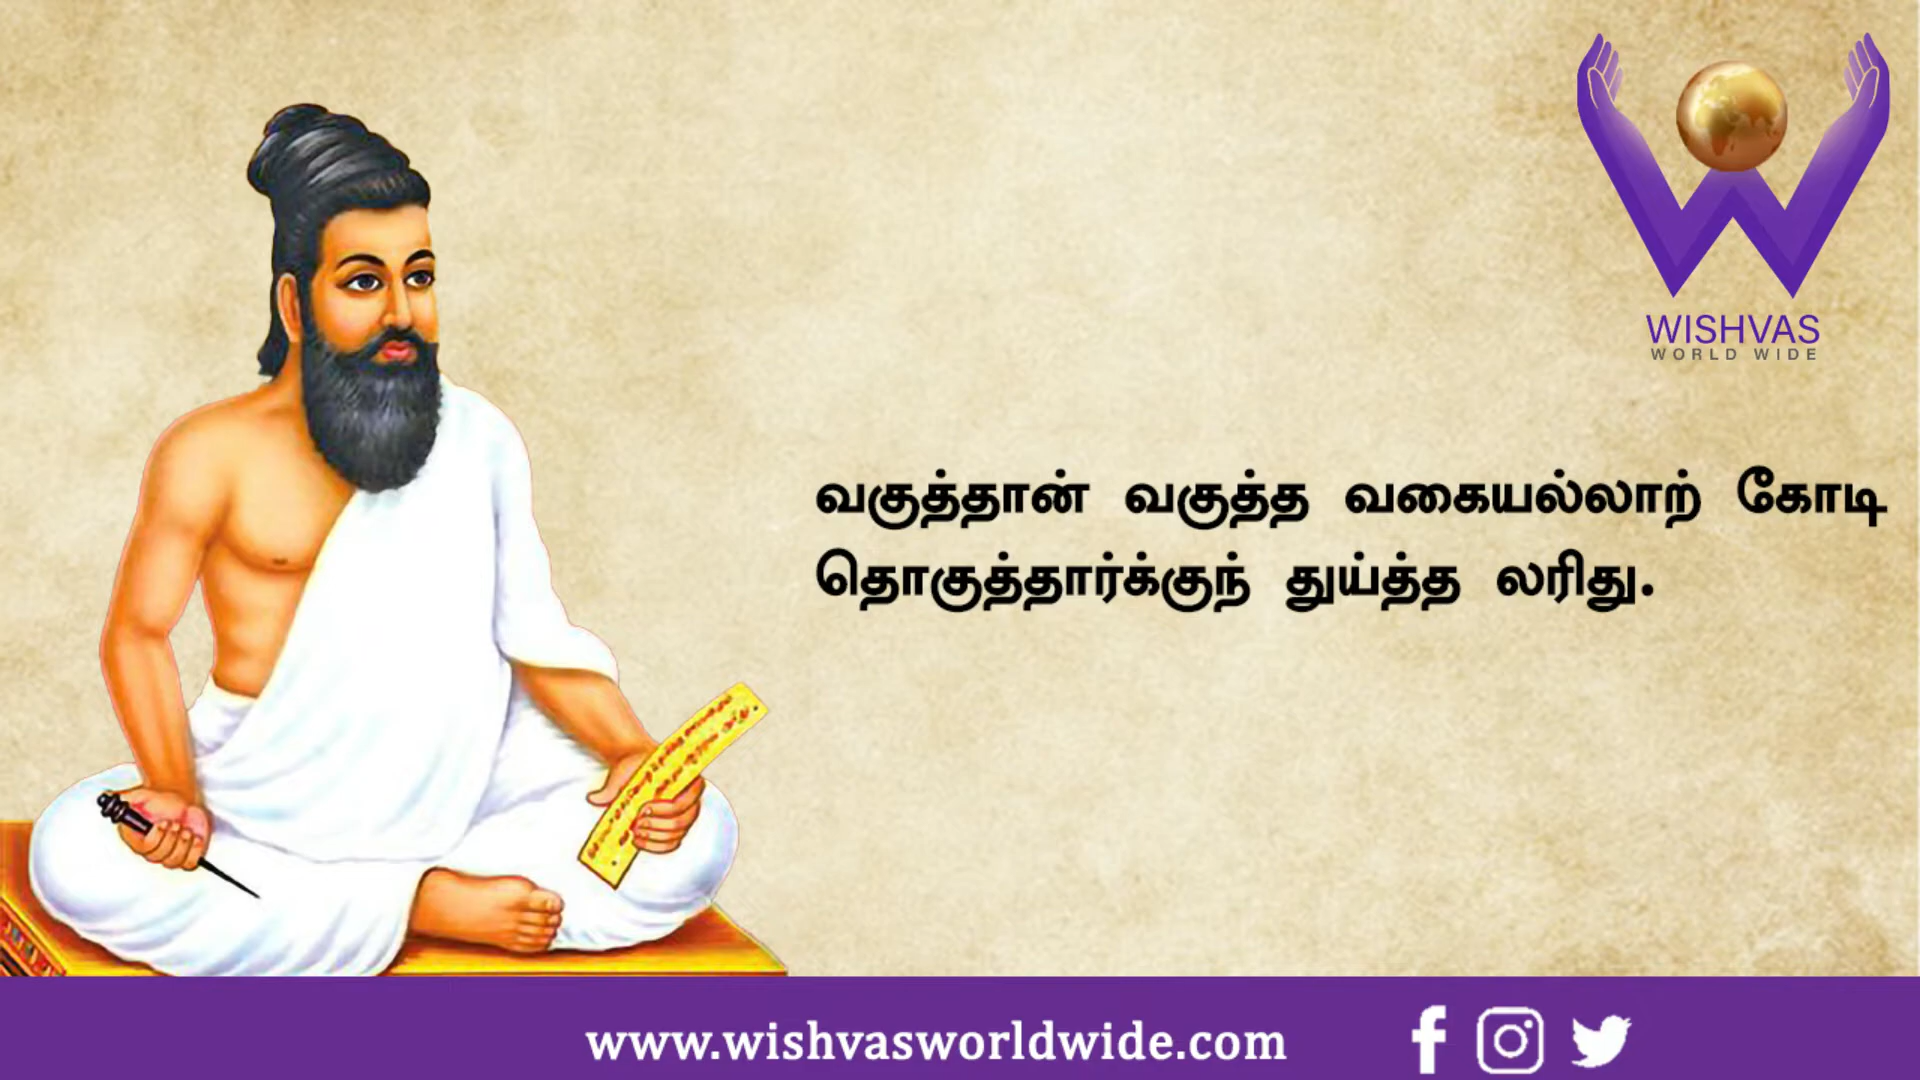 WISHVAS
WORLD WIDE
வகுத்தான் வகுத்த வகையல்லாற் கோடி
தொகுத்தார்க்குந் துய்த்த லரிது.
www.wishvasworldwide.com